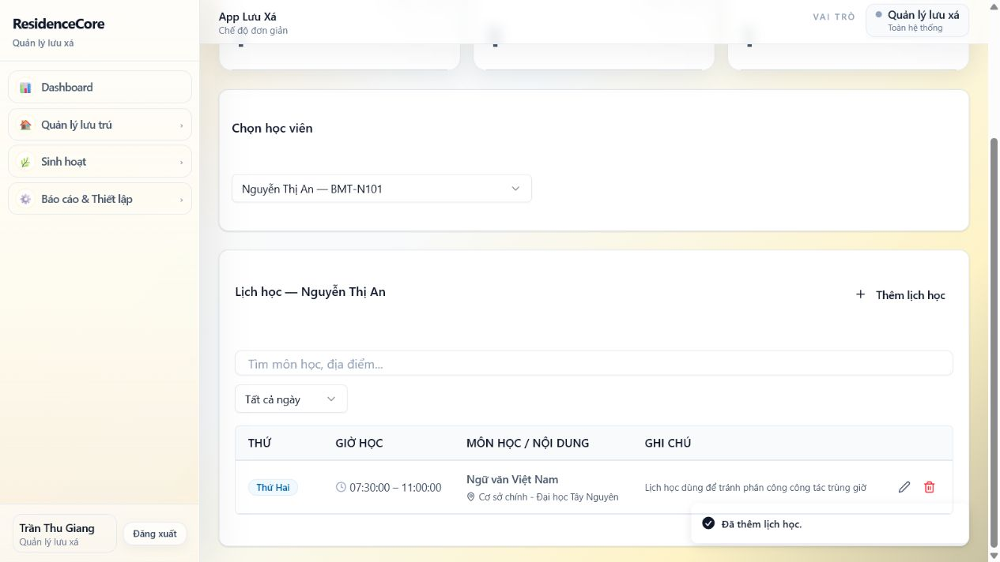 ResidenceCore
Quản lý lưu xá
Dashboard
Quản lý lưu trú
Sinh hoạt
Báo cáo & Thiết lập
Trần Thu Giang
Quản lý lưu xá
Đăng xuất
App Lưu Xá
Chế độ đơn giản
VAI TRÒ
Quản lý lưu xá
Toàn hệ thống
Chọn học viên
Nguyễn Thị An — BMT-N101
Lịch học — Nguyễn Thị An
+ Thêm lịch học
Tìm môn học, địa điểm...
Tất cả ngày
THỨ GIỜ HỌC MÔN HỌC / NỘI DUNG GHI CHÚ
Thứ Hai 07:30:00 – 11:00:00 Ngữ văn Việt Nam Lịch học dùng để tránh phân công công tác trùng giờ
Cơ sở chính - Đại học Tây Nguyên
Đã thêm lịch học.